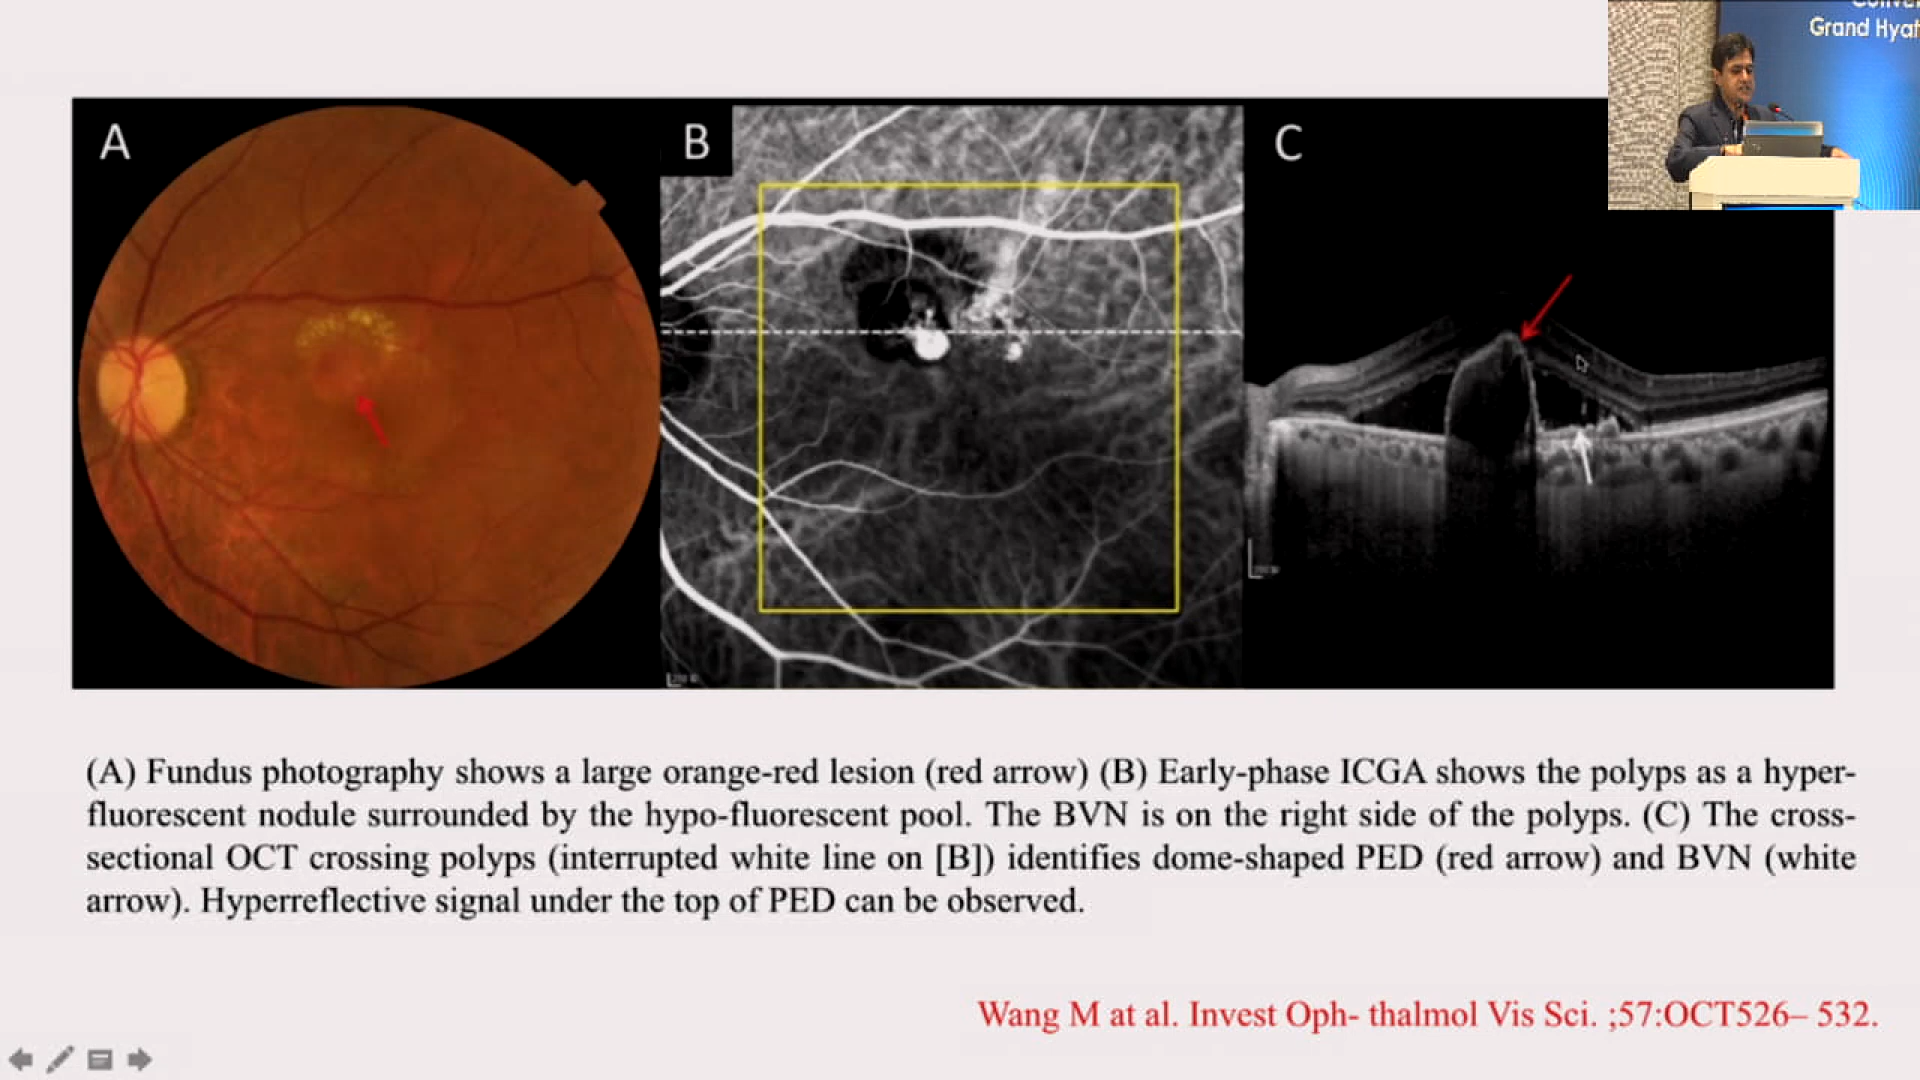 Grand Hyat
A
B
C
(A) Fundus photography shows a large orange-red lesion (red arrow) (B) Early-phase ICGA shows the polyps as a hyper-
fluorescent nodule surrounded by the hypo-fluorescent pool. The BVN is on the right side of the polyps. (C) The cross-
sectional OCT crossing polyps (interrupted white line on [B]) identifies dome-shaped PED (red arrow) and BVN (white
arrow). Hyperreflective signal under the top of PED can be observed.
Wang M at al. Invest Oph- thalmol Vis Sci. ;57:OCT526– 532.